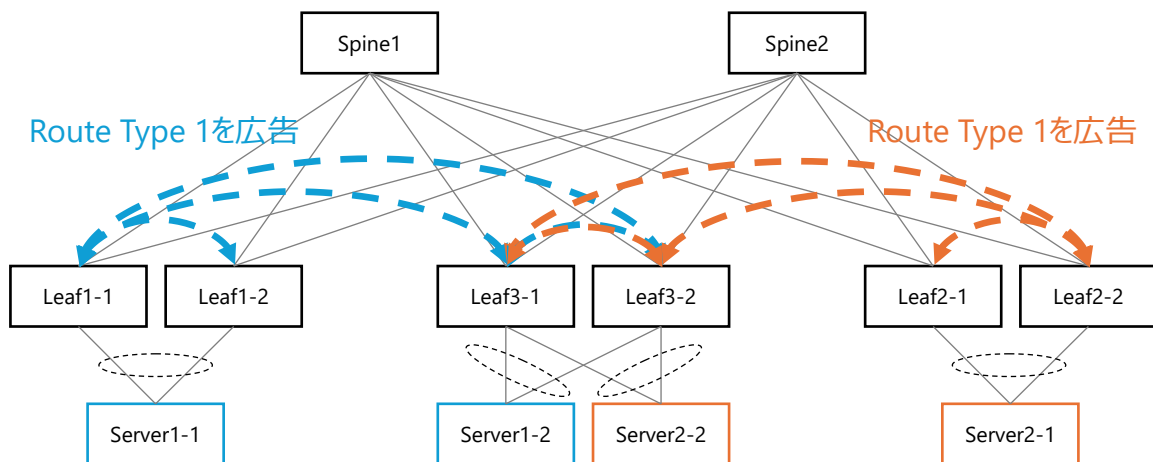 Spine1
Spine2
Route Type 1を広告
Route Type 1を広告
Leaf1-1
Leaf1-2
Leaf3-1
Leaf3-2
Leaf2-1
Leaf2-2
Server1-1
Server1-2
Server2-2
Server2-1